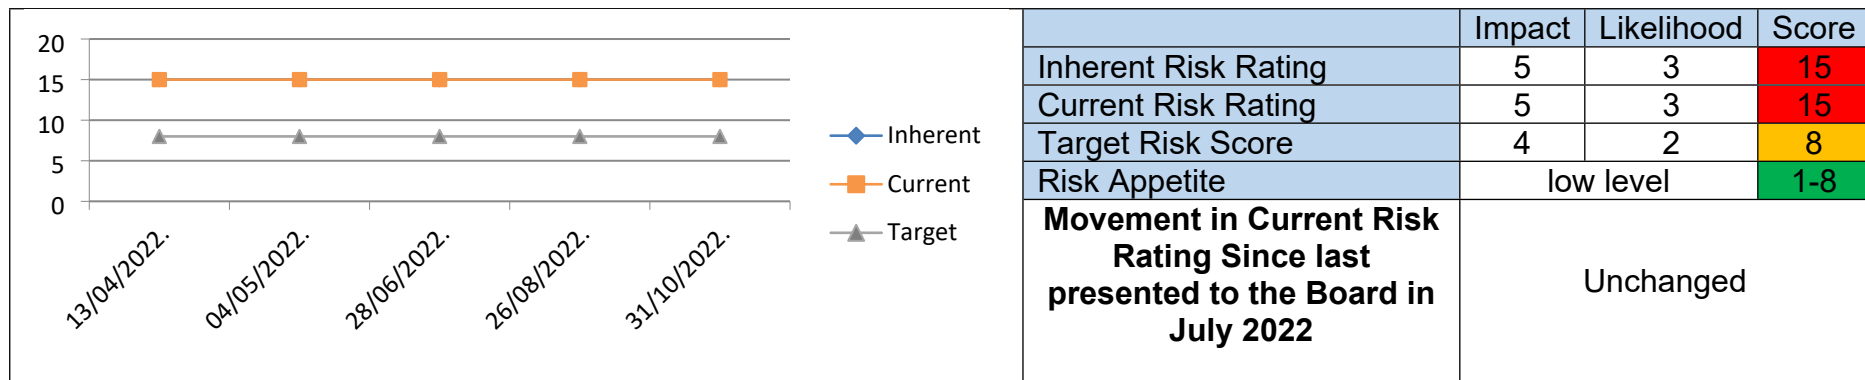 20
15
10
5
0
13/04/2022.
04/05/2022.
28/06/2022.
26/08/2022.
31/10/2022.
Inherent
Current
Target
Impact Likelihood Score
Inherent Risk Rating 5 3 15
Current Risk Rating 5 3 15
Target Risk Score 4 2 8
Risk Appetite low level 1-8
Movement in Current Risk
Rating Since last
presented to the Board in
July 2022
Unchanged